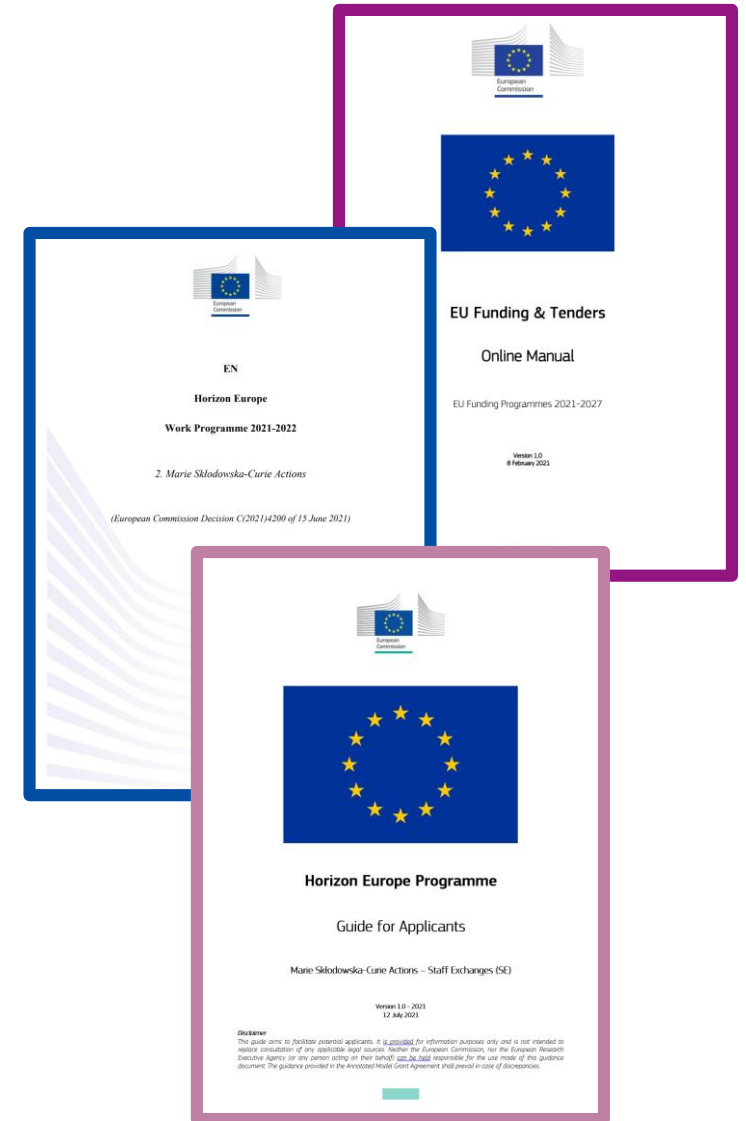 European
Commission
EU Funding & Tenders
Online Manual
EU Funding Programmes 2021-2027
Version 1.0
8 February 2021
European
Commission
EN
Horizon Europe
Work Programme 2021-2022
2. Marie Skłodowska-Curie Actions
(European Commission Decision C(2021)4200 of 15 June 2021)
European
Commission
Horizon Europe Programme
Guide for Applicants
Marie Skłodowska-Curie Actions – Staff Exchanges (SE)
Version 1.0 - 2021
12 July 2021
Disclaimer
This guide aims to facilitate potential applicants. It is provided for information purposes only and is not intended to
replace consultation of any applicable legal sources. Neither the European Commission, nor the European Research
Executive Agency (or any person acting on their behalf) can be held responsible for the use made of this guidance
document. The guidance provided in the Annotated Model Grant Agreement shall prevail in case of discrepancies.